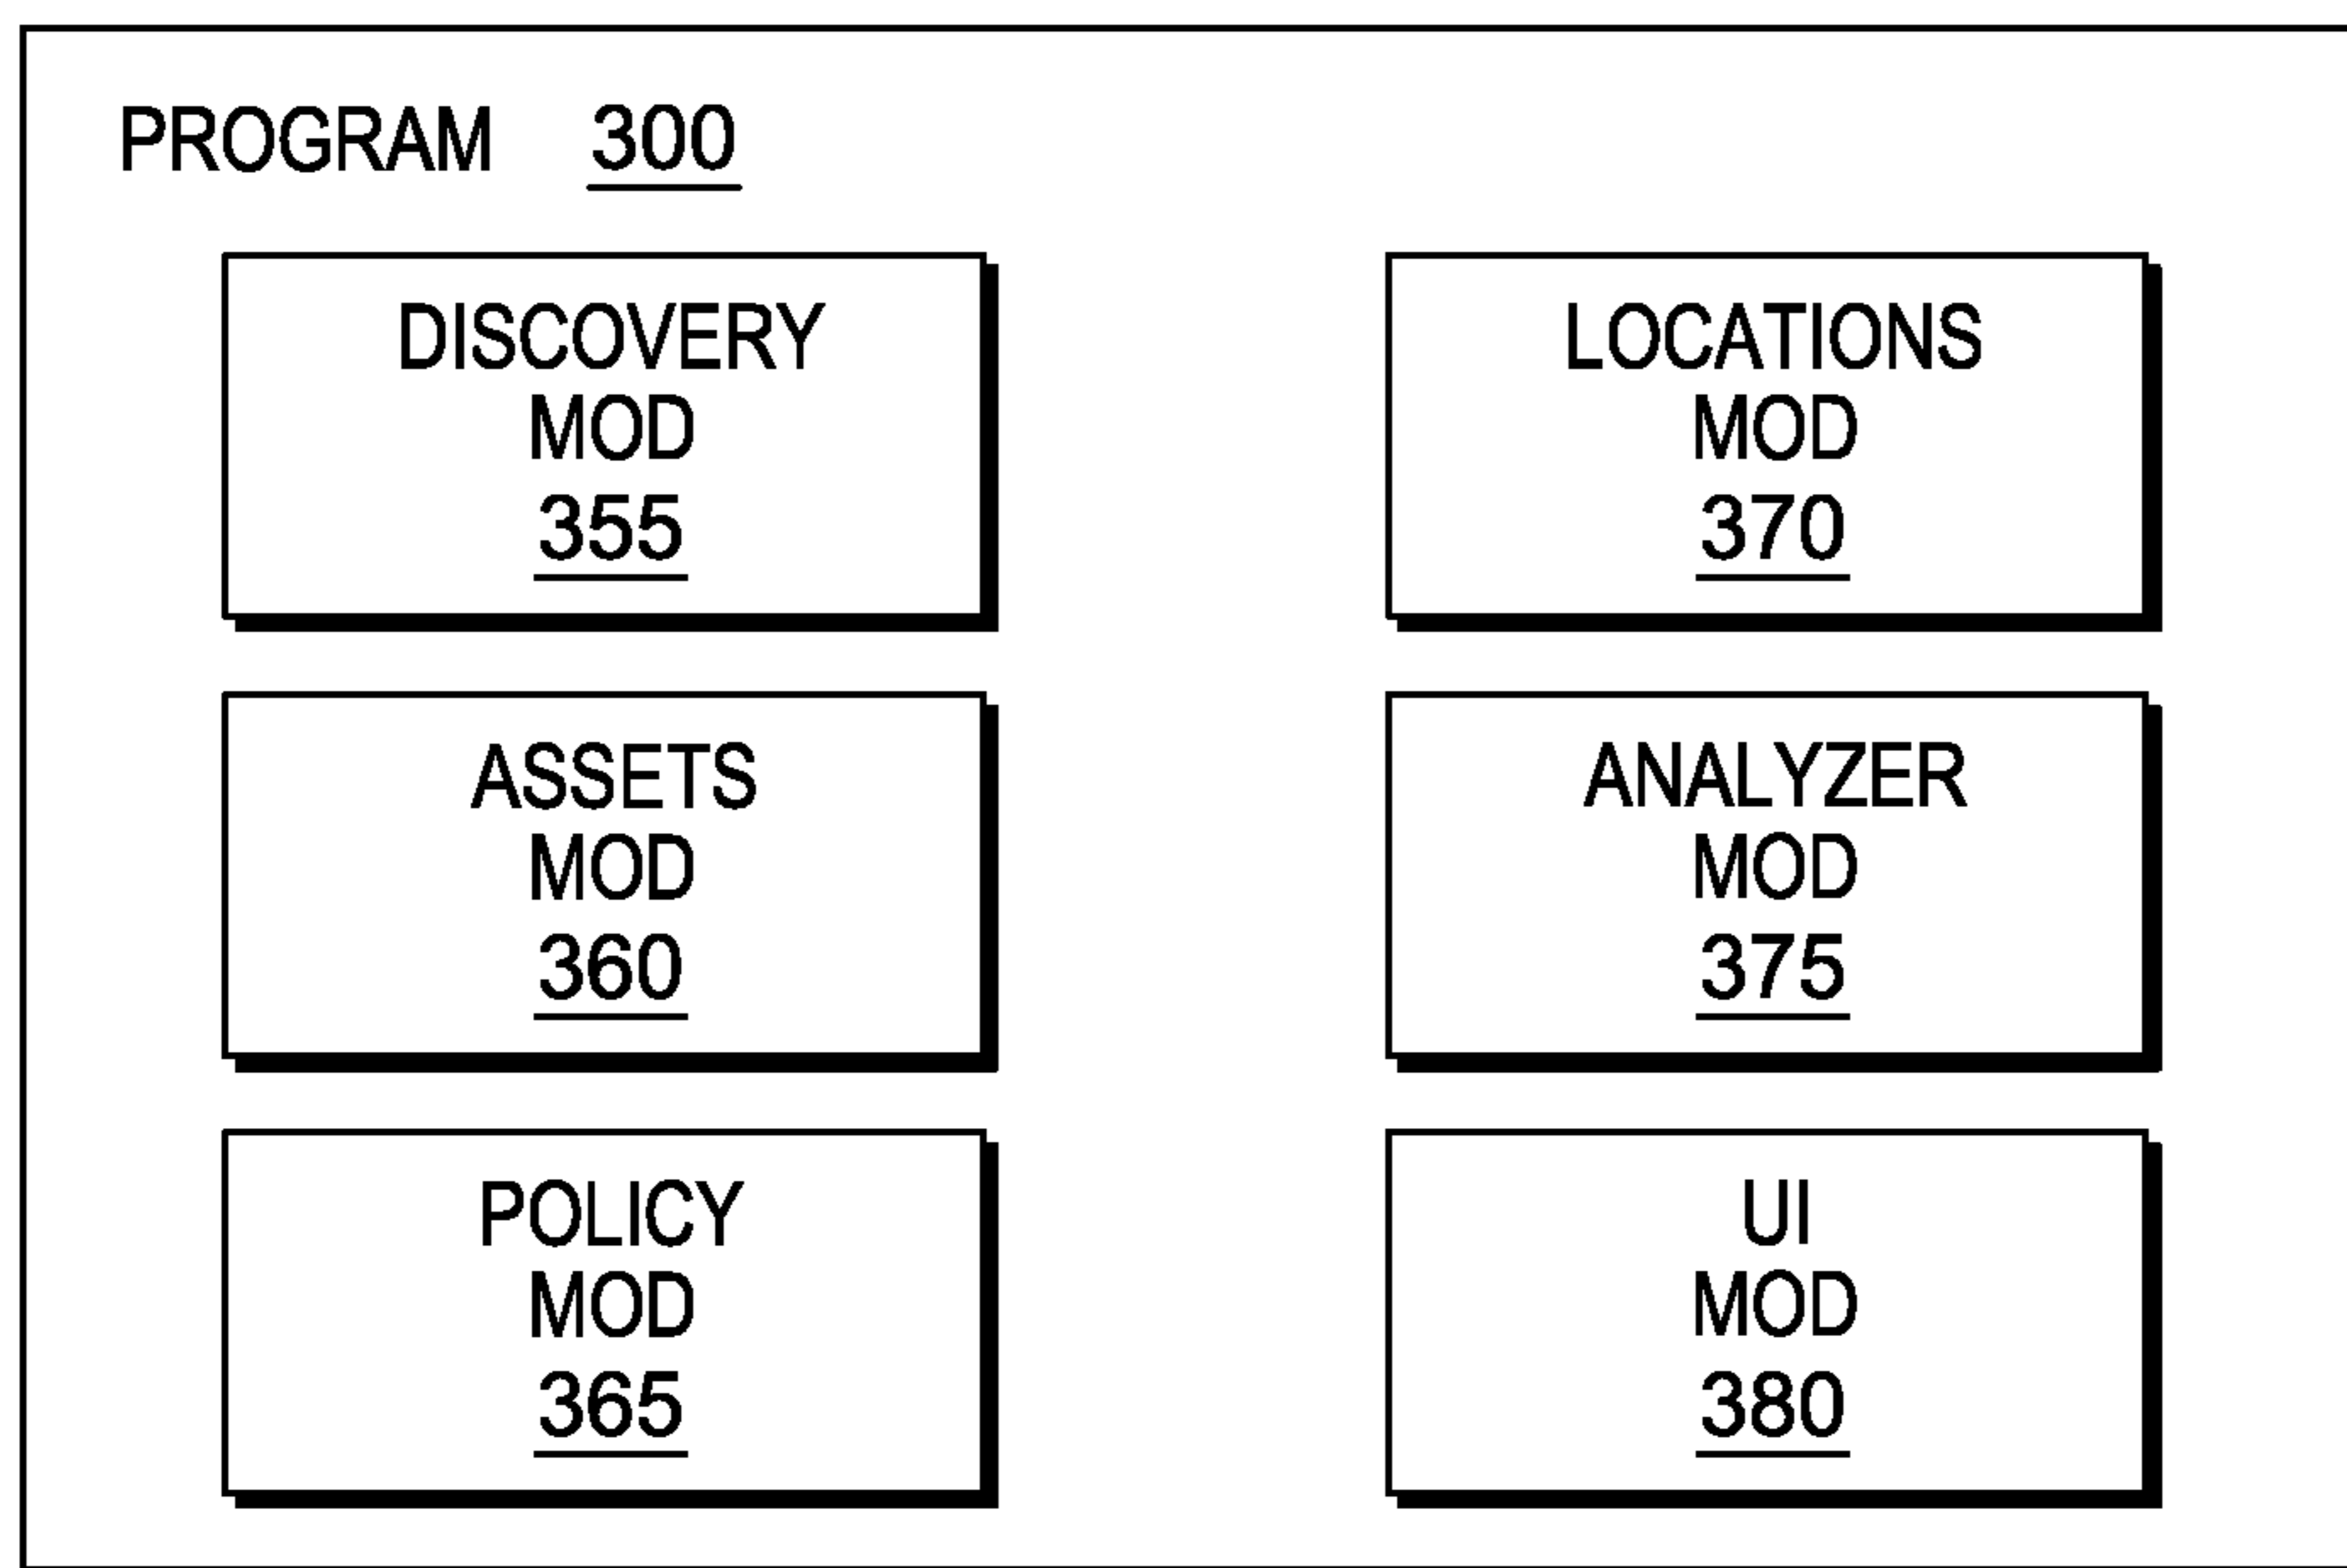 PROGRAM 300
DISCOVERY
MOD
355
LOCATIONS
MOD
370
ASSETS
MOD
360
ANALYZER
MOD
375
POLICY
MOD
365
UI
MOD
380